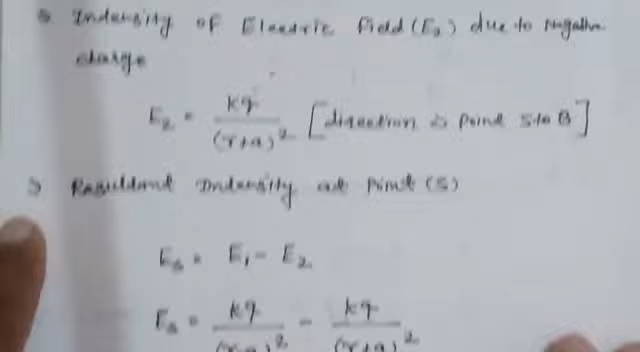 Intensity of Electric field (E₂) due to Negative
charge
E₂ = kq / (r+a)² [direction is point S to B]
Resultant Intensity at Point (S)
Eₛ = E₁ - E₂
Eₛ = kq / (r-a)² - kq / (r+a)²